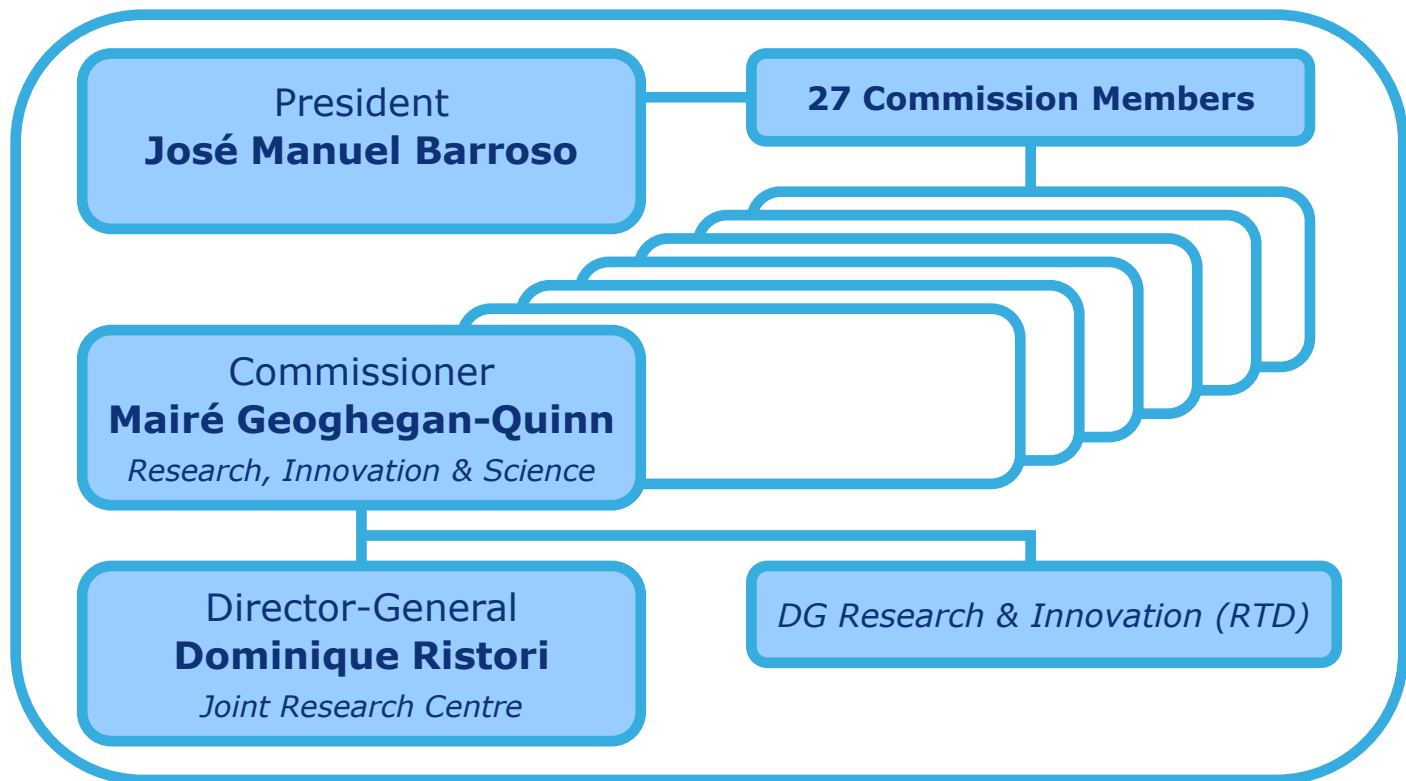 President
José Manuel Barroso
27 Commission Members
Commissioner
Mairé Geoghegan-Quinn
Research, Innovation & Science
Director-General
Dominique Ristori
Joint Research Centre
DG Research & Innovation (RTD)